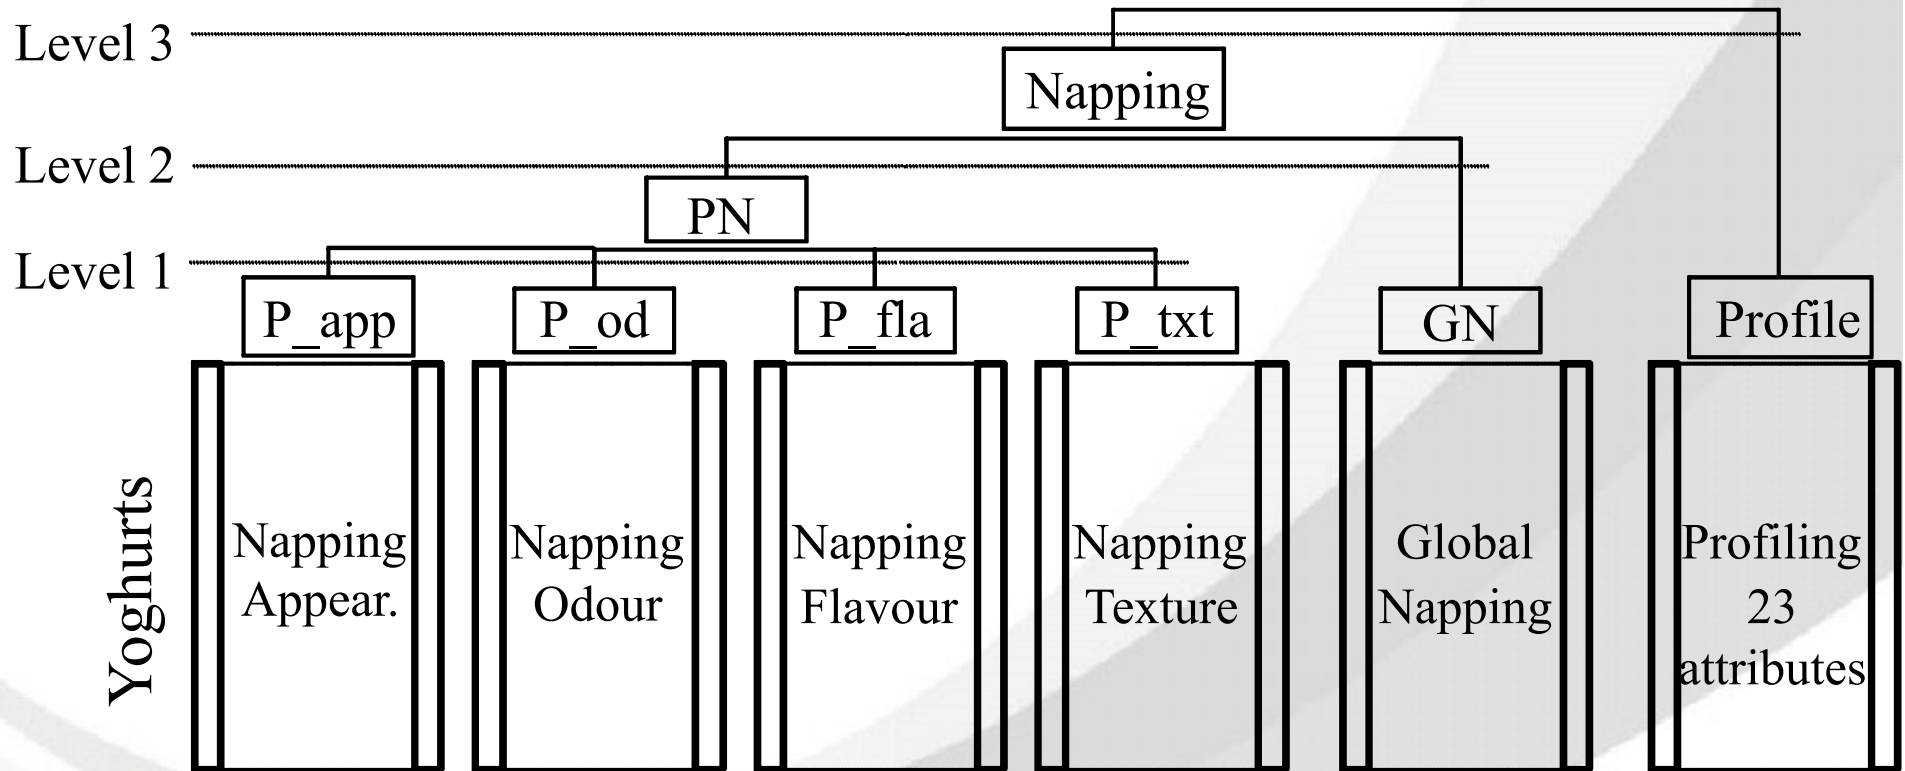 Level 3
Napping
Level 2
PN
Level 1
P_app
P_od
P_fla
P_txt
GN
Profile
Yoghurts
Napping
Appear.
Napping
Odour
Napping
Flavour
Napping
Texture
Global
Napping
Profiling
23
attributes